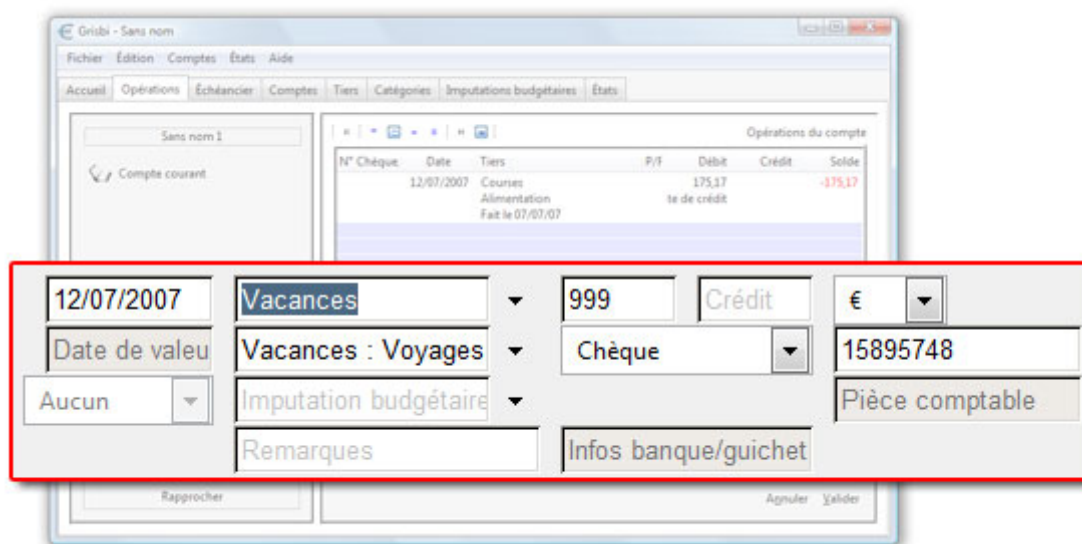 Grisbi - Sans nom
Fichier Édition Comptes États Aide
Accueil Opérations Échéancier Comptes Tiers Catégories Imputations budgétaires États
Sans nom 1
Opérations du compte
Compte courant
N° Chèque Date Tiers P/F Débit Crédit Solde
12/07/2007 Courses 175,17 -175,17
Alimentation te de crédit
Fait le 07/07/07
12/07/2007 Vacances 999 Crédit €
Date de valeu Vacances : Voyages Chèque 15895748
Aucun Imputation budgétaire Pièce comptable
Remarques Infos banque/guichet
Rapprocher Annuler Valider